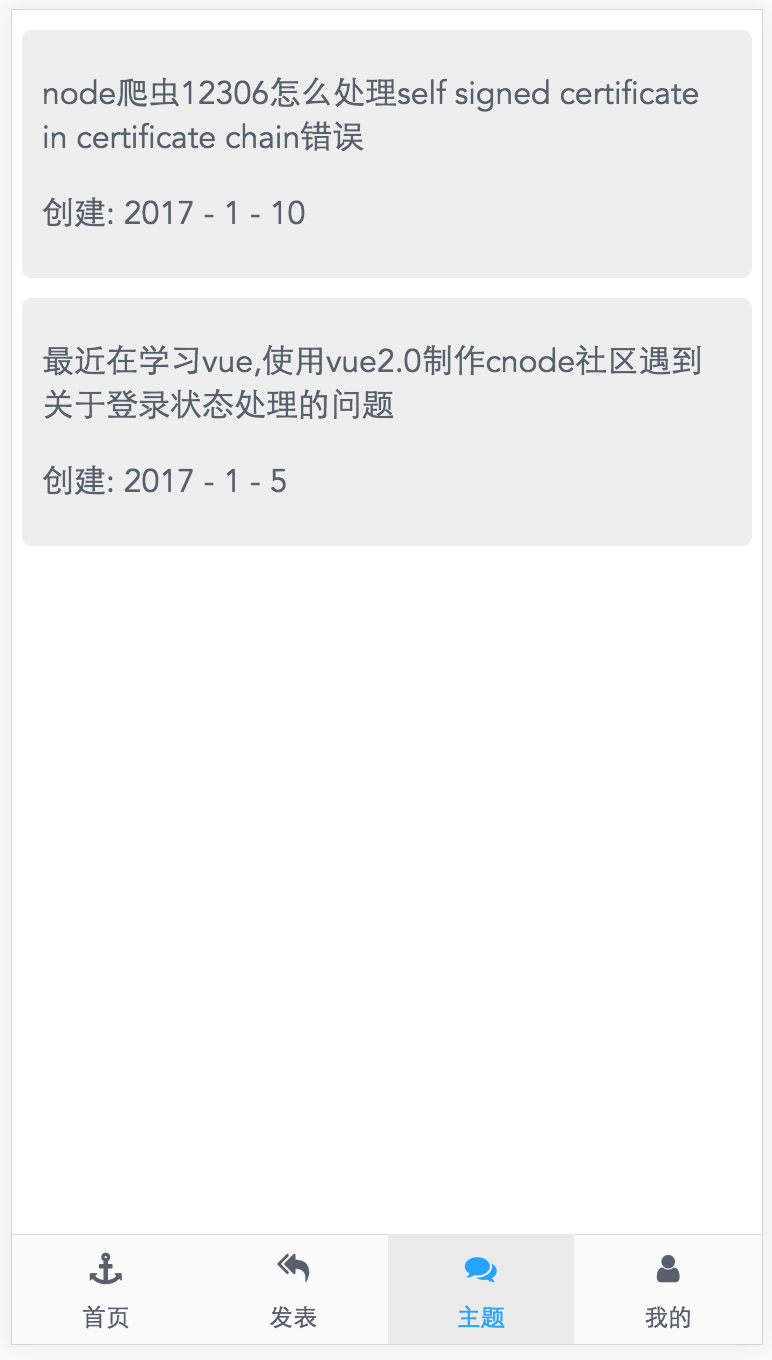 node爬虫12306怎么处理self signed certificate
in certificate chain错误
创建: 2017 - 1 - 10
最近在学习vue,使用vue2.0制作cnode社区遇到
关于登录状态处理的问题
创建: 2017 - 1 - 5
首页
发表
主题
我的